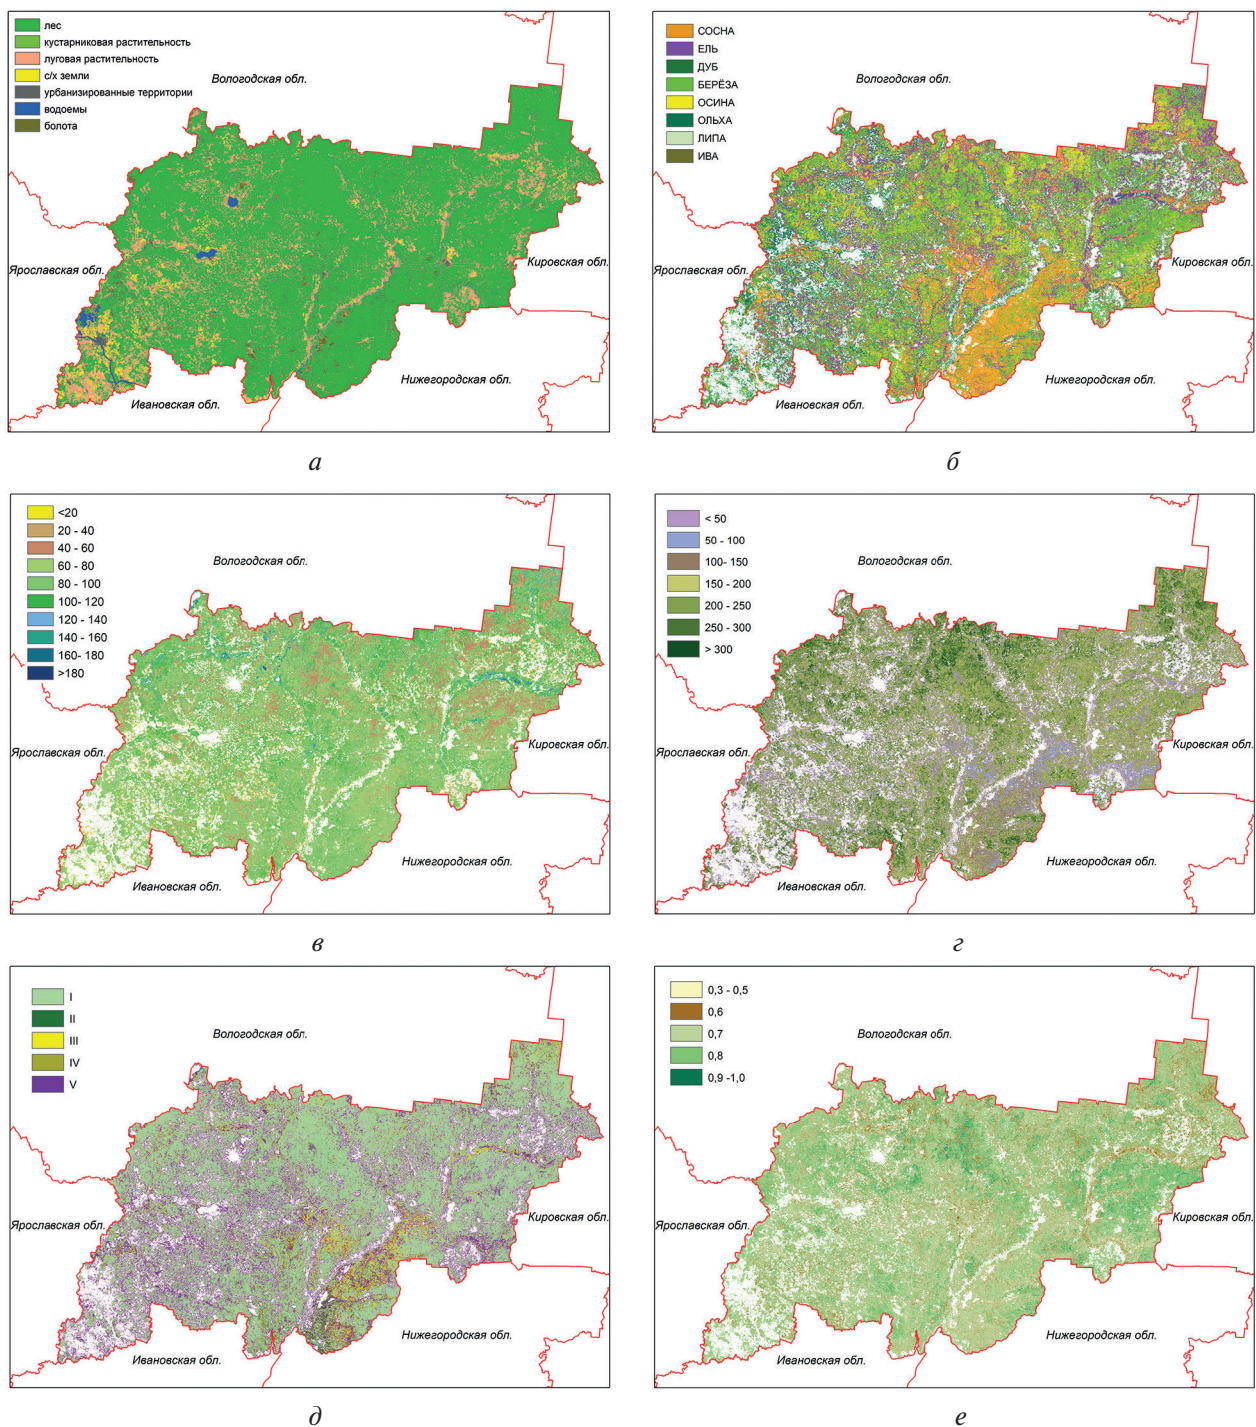 лес
кустарниковая растительность
луговая растительность
с/х земли
урбанизированные территории
водоемы
болота
Вологодская обл.
Ярославская обл.
Кировская обл.
Нижегородская обл.
Ивановская обл.
а
СОСНА
ЕЛЬ
ДУБ
БЕРЁЗА
ОСИНА
ОЛЬХА
ЛИПА
ИВА
Вологодская обл.
Ярославская обл.
Кировская обл.
Нижегородская обл.
Ивановская обл.
б
<20
20 - 40
40 - 60
60 - 80
80 - 100
100- 120
120 - 140
140 - 160
160- 180
>180
Вологодская обл.
Ярославская обл.
Кировская обл.
Нижегородская обл.
Ивановская обл.
в
< 50
50 - 100
100- 150
150 - 200
200 - 250
250 - 300
> 300
Вологодская обл.
Ярославская обл.
Кировская обл.
Нижегородская обл.
Ивановская обл.
г
I
II
III
IV
V
Вологодская обл.
Ярославская обл.
Кировская обл.
Нижегородская обл.
Ивановская обл.
д
0,3 - 0,5
0,6
0,7
0,8
0,9 -1,0
Вологодская обл.
Ярославская обл.
Кировская обл.
Нижегородская обл.
Ивановская обл.
е